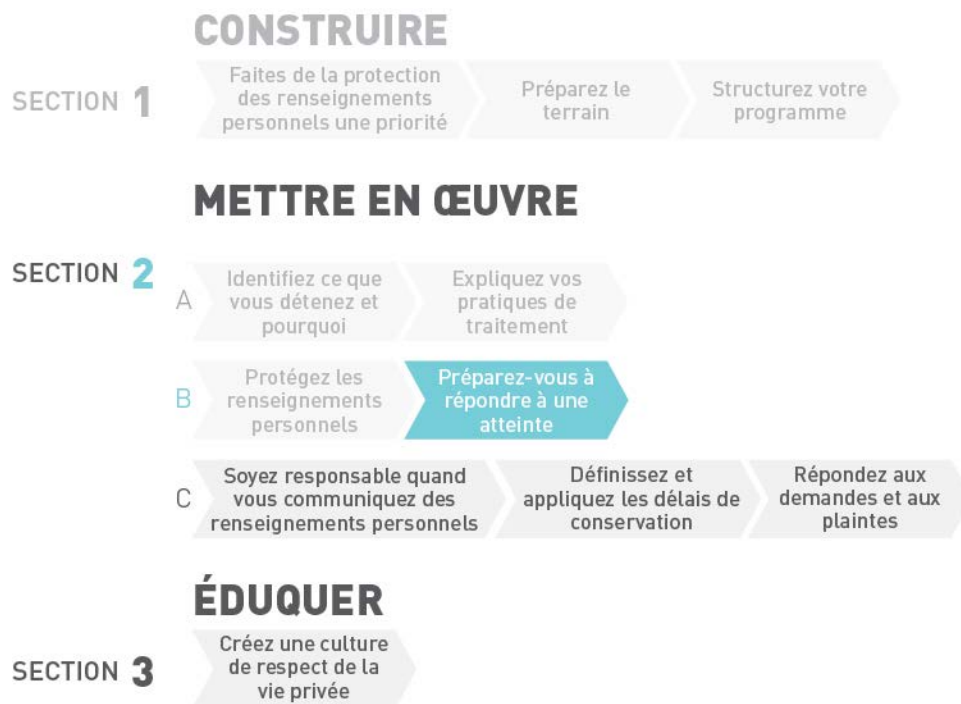 CONSTRUIRE
SECTION 1
Faites de la protection
des renseignements
personnels une priorité
Préparez le
terrain
Structurez votre
programme
METTRE EN ŒUVRE
SECTION 2
A
Identifiez ce que
vous détenez et
pourquoi
Expliquez vos
pratiques de
traitement
B
Protégez les
renseignements
personnels
Préparez-vous à
répondre à une
atteinte
C
Soyez responsable quand
vous communiquez des
renseignements personnels
Définissez et
appliquez les délais de
conservation
Répondez aux
demandes et aux
plaintes
ÉDUQUER
SECTION 3
Créez une culture
de respect de la
vie privée